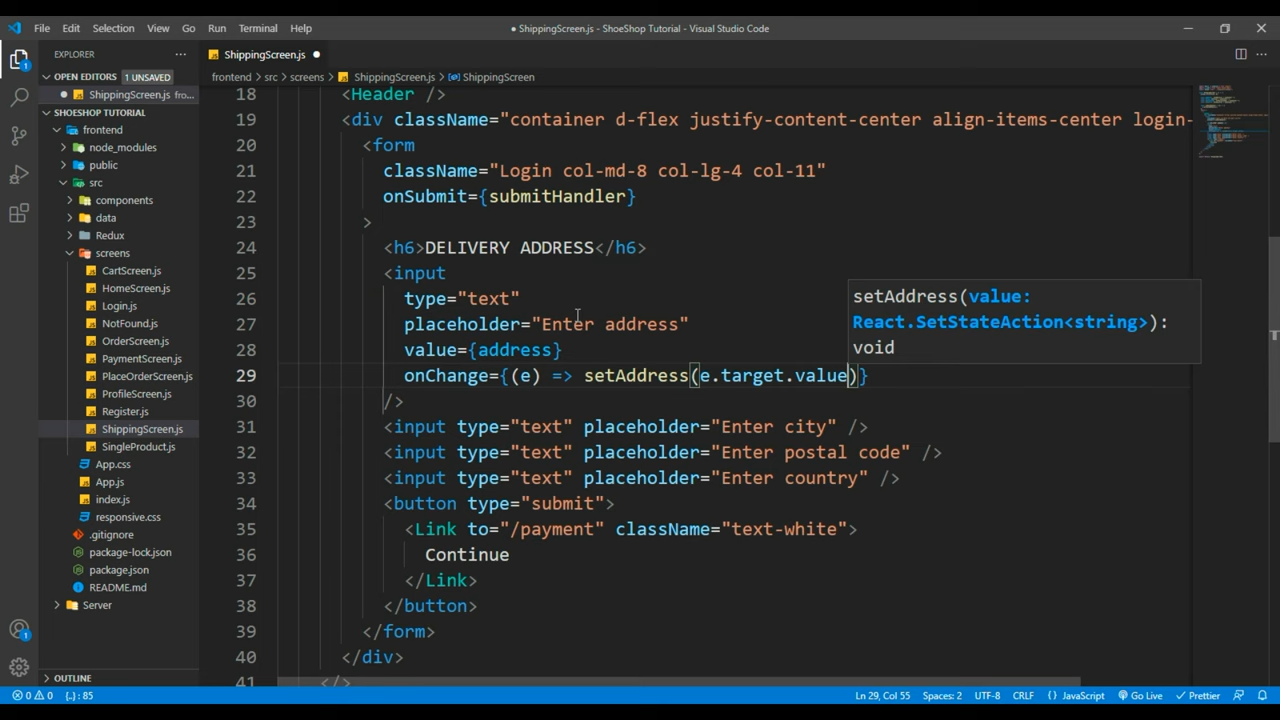 File Edit Selection View Go Run Terminal Help
● ShippingScreen.js - ShoeShop Tutorial - Visual Studio Code
EXPLORER
OPEN EDITORS 1 UNSAVED
ShippingScreen.js fro...
SHOESHOP TUTORIAL
frontend
node_modules
public
src
components
data
Redux
screens
CartScreen.js
HomeScreen.js
Login.js
NotFound.js
OrderScreen.js
PaymentScreen.js
PlaceOrderScreen.js
ProfileScreen.js
Register.js
ShippingScreen.js
SingleProduct.js
App.css
App.js
index.js
responsive.css
.gitignore
package-lock.json
package.json
README.md
Server
OUTLINE
ShippingScreen.js
frontend > src > screens > ShippingScreen.js > ShippingScreen
18 <Header />
19 <div className="container d-flex justify-content-center align-items-center login-
20 <form
21 className="Login col-md-8 col-lg-4 col-11"
22 onSubmit={submitHandler}
23 >
24 <h6>DELIVERY ADDRESS</h6>
25 <input
26 type="text"
27 placeholder="Enter address"
28 value={address}
29 onChange={(e) => setAddress(e.target.value)}
30 />
31 <input type="text" placeholder="Enter city" />
32 <input type="text" placeholder="Enter postal code" />
33 <input type="text" placeholder="Enter country" />
34 <button type="submit">
35 <Link to="/payment" className="text-white">
36 Continue
37 </Link>
38 </button>
39 </form>
40 </div>
41 </>
setAddress(value:
React.SetStateAction<string>):
void
1
1
0 0 {..} : 85
Ln 29, Col 55 Spaces: 2 UTF-8 CRLF {} JavaScript Go Live Prettier